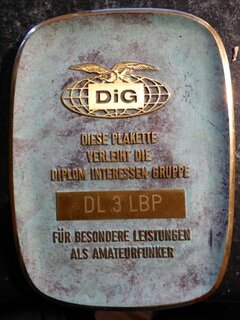 DiG
DIESE PLAKETTE
VERLEIHT DIE
DIPLOM INTERESSEN GRUPPE
DL 3 LBP
FÜR BESONDERE LEISTUNGEN
ALS AMATEURFUNKER